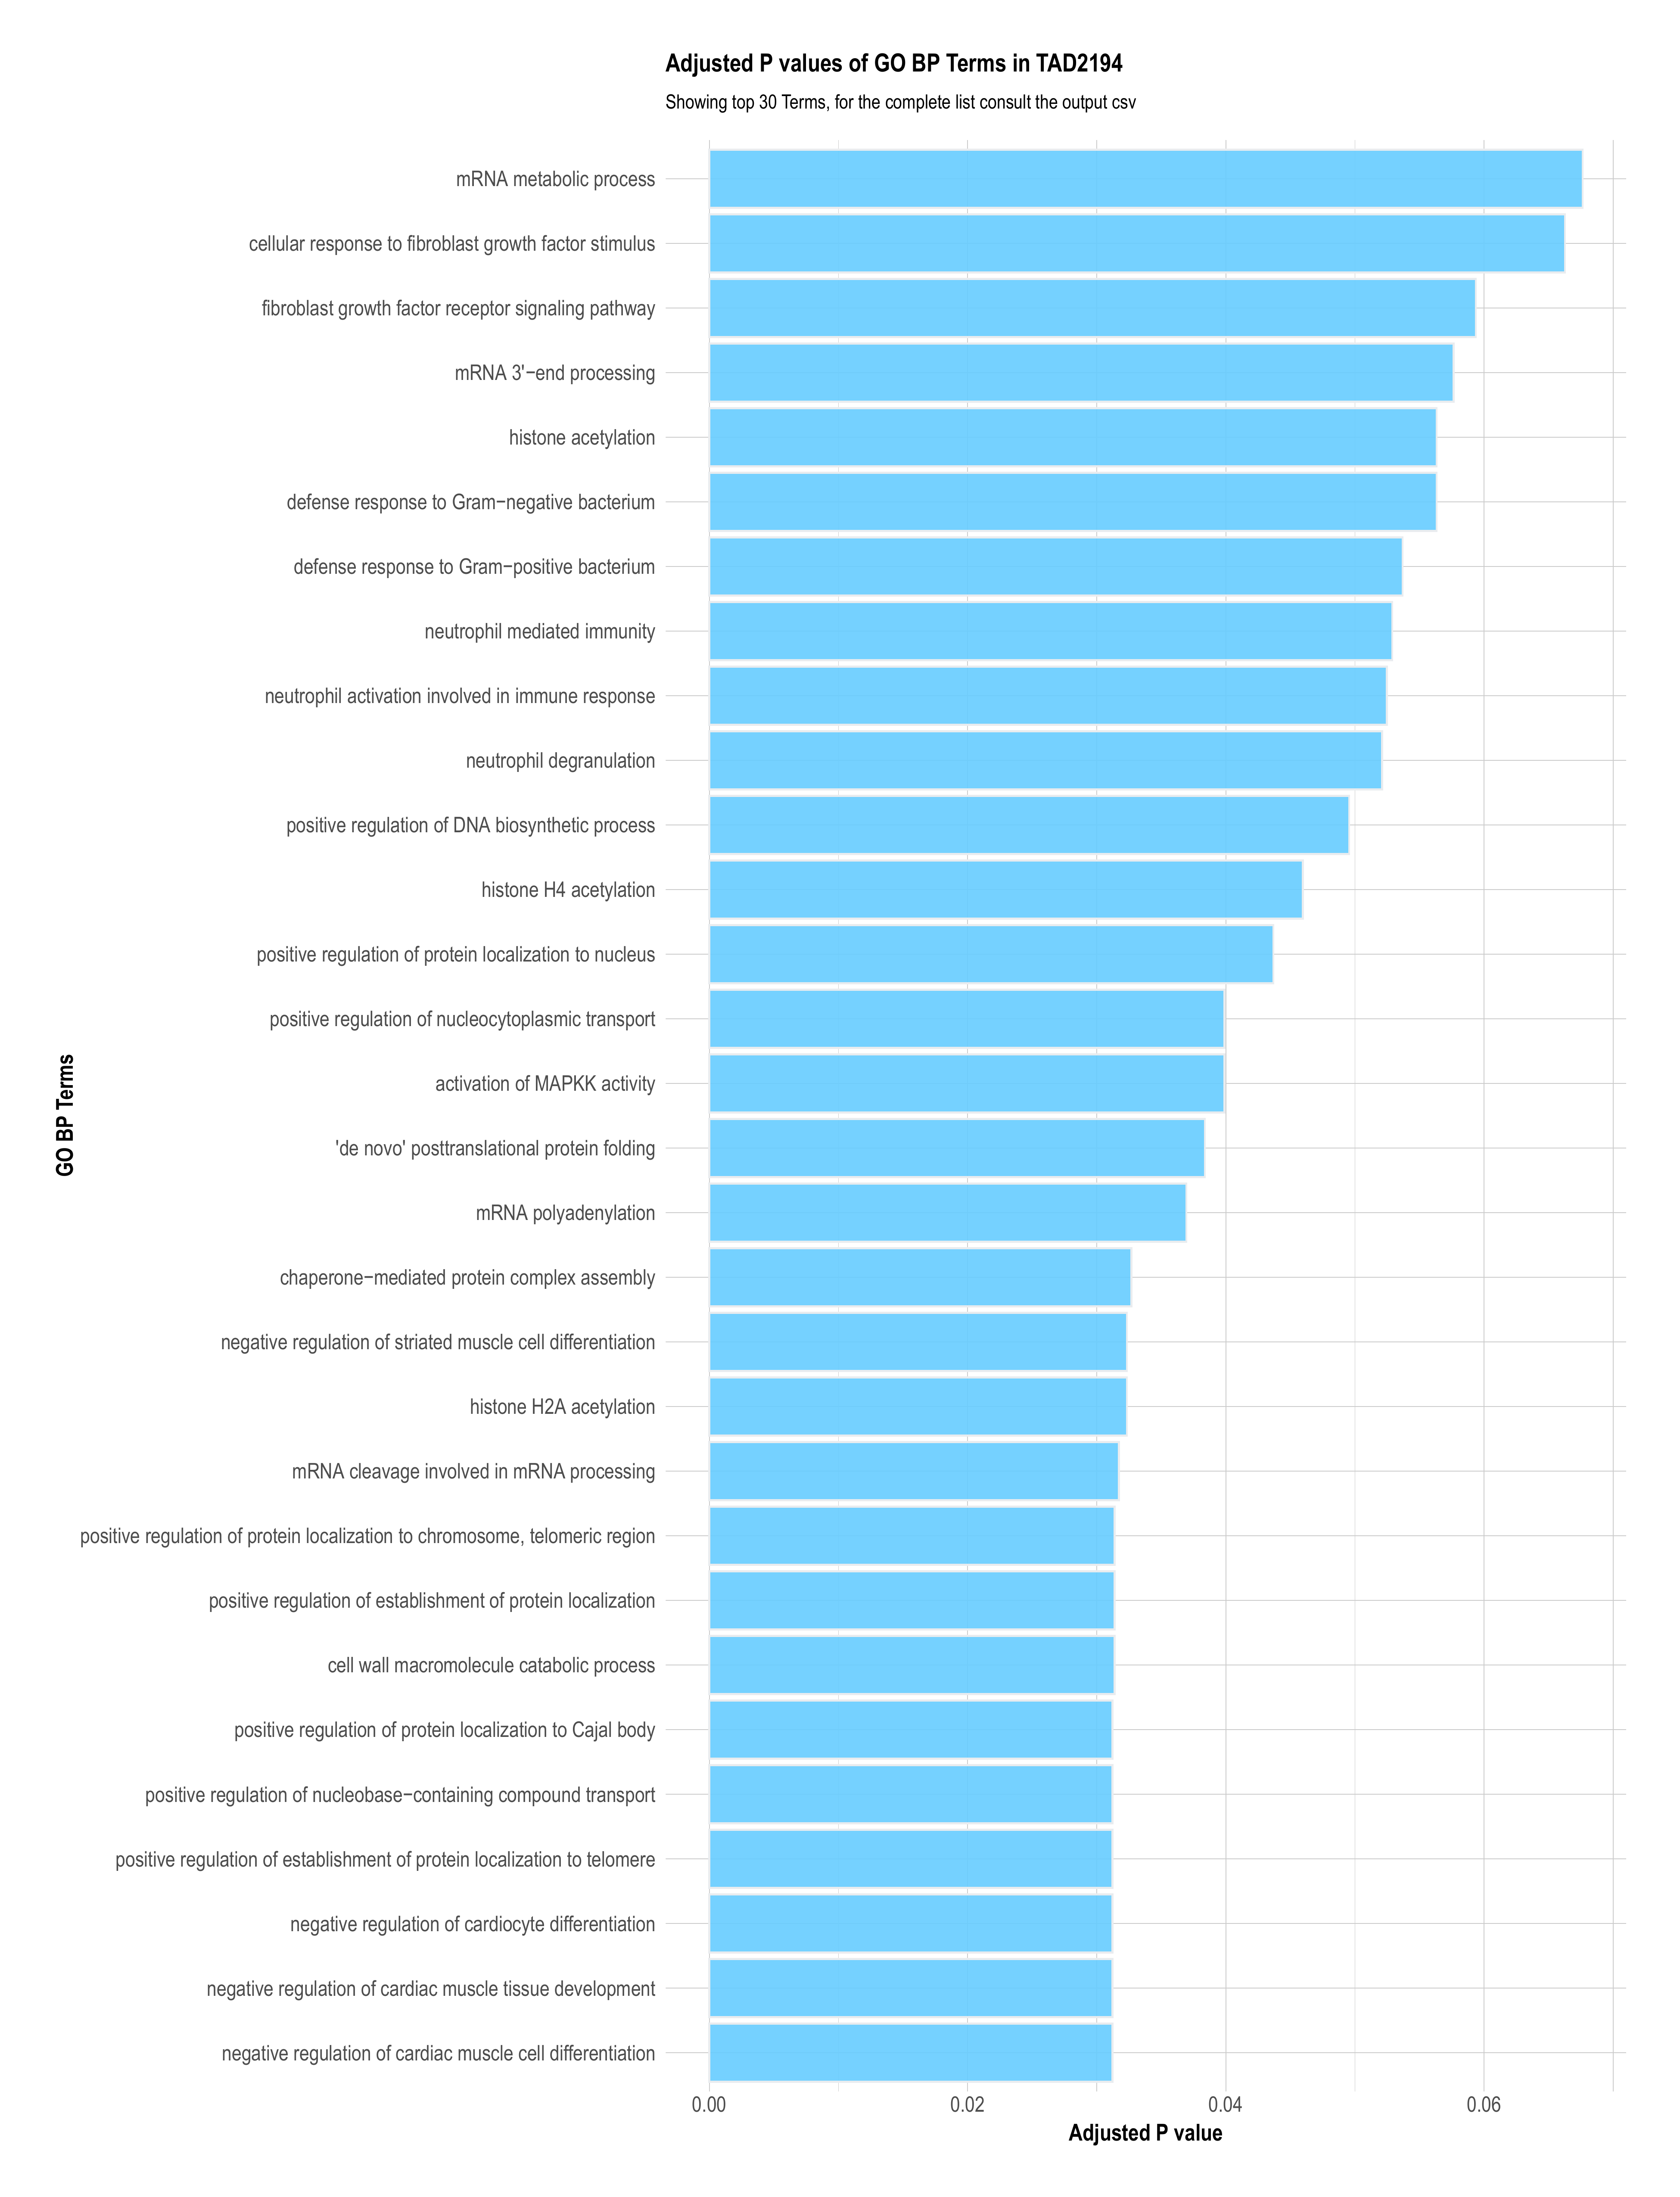 Adjusted P values of GO BP Terms in TAD2194
Showing top 30 Terms, for the complete list consult the output csv
GO BP Terms
mRNA metabolic process
cellular response to fibroblast growth factor stimulus
fibroblast growth factor receptor signaling pathway
mRNA 3'−end processing
histone acetylation
defense response to Gram−negative bacterium
defense response to Gram−positive bacterium
neutrophil mediated immunity
neutrophil activation involved in immune response
neutrophil degranulation
positive regulation of DNA biosynthetic process
histone H4 acetylation
positive regulation of protein localization to nucleus
positive regulation of nucleocytoplasmic transport
activation of MAPKK activity
'de novo' posttranslational protein folding
mRNA polyadenylation
chaperone−mediated protein complex assembly
negative regulation of striated muscle cell differentiation
histone H2A acetylation
mRNA cleavage involved in mRNA processing
positive regulation of protein localization to chromosome, telomeric region
positive regulation of establishment of protein localization
cell wall macromolecule catabolic process
positive regulation of protein localization to Cajal body
positive regulation of nucleobase−containing compound transport
positive regulation of establishment of protein localization to telomere
negative regulation of cardiocyte differentiation
negative regulation of cardiac muscle tissue development
negative regulation of cardiac muscle cell differentiation
0.00 0.02 0.04 0.06
Adjusted P value